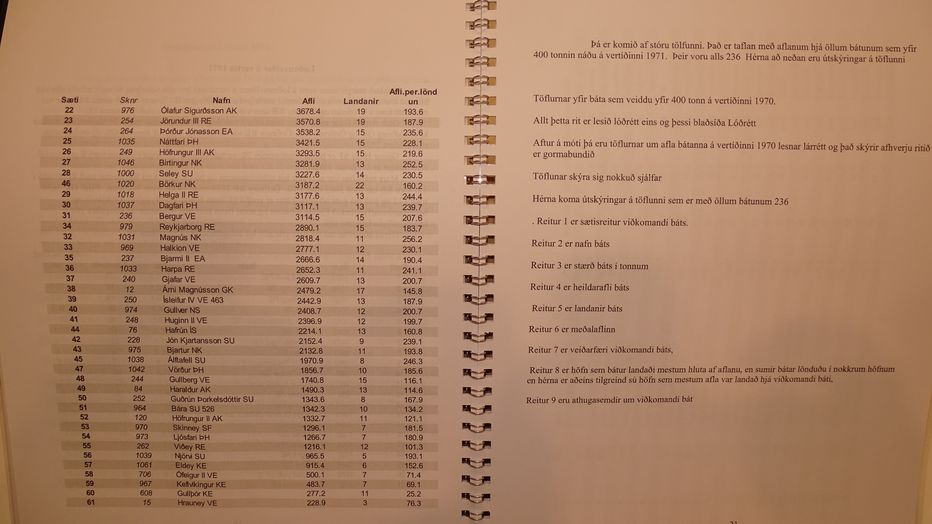 Sæti Sknr Nafn Afli Landanir Afli.per.lönd
un
22 976 Ólafur Sigurðsson AK 3678.4 19 193.6
23 254 Jörundur III RE 3570.8 19 187.9
24 264 Þórður Jónasson EA 3538.2 15 235.6
25 1035 Náttfari ÞH 3421.5 15 228.1
26 249 Höfrungur III AK 3293.5 15 219.6
27 1046 Birtingur NK 3281.9 13 252.5
28 1000 Seley SU 3227.6 14 230.5
46 1020 Börkur NK 3187.2 22 160.2
29 1018 Helga II RE 3177.6 13 244.4
30 1037 Dagfari ÞH 3117.1 13 239.7
31 236 Bergur VE 3114.5 15 207.6
34 979 Reykjarborg RE 2890.1 15 183.7
32 1031 Magnús NK 2818.4 11 256.2
33 969 Halkion VE 2777.1 12 230.1
35 237 Bjarmi II EA 2666.6 14 190.4
36 1033 Harpa RE 2652.3 11 241.1
37 240 Gjafar VE 2609.7 13 200.7
38 12 Árni Magnússon GK 2479.2 17 145.8
39 250 Ísleifur IV VE 463 2442.9 13 187.9
40 974 Gullver NS 2408.7 12 200.7
41 248 Huginn II VE 2396.9 12 199.7
44 76 Hafrún ÍS 2214.1 13 160.8
42 228 Jón Kjartansson SU 2152.4 9 239.1
43 975 Bjartur NK 2132.8 11 193.8
45 1038 Álftafell SU 1970.9 8 246.3
47 1042 Vörður ÞH 1856.7 10 185.6
48 244 Gullberg VE 1740.8 15 116.1
49 84 Haraldur AK 1490.3 13 114.6
50 252 Guðrún Þorkelsdóttir SU 1343.6 8 167.9
51 964 Bára SU 526 1342.3 10 134.2
52 120 Höfrungur II AK 1332.7 11 121.1
53 970 Skinney SF 1296.1 7 181.5
54 973 Ljósfari ÞH 1266.7 7 180.9
55 262 Viðey RE 1216.1 12 101.3
56 1039 Njörvi SU 965.5 5 193.1
57 1061 Eldey KE 915.4 6 152.6
58 706 Ófeigur II VE 500.1 7 71.4
59 967 Keflvíkingur KE 483.7 7 69.1
60 608 Gullþór KE 277.2 11 25.2
61 15 Hrauney VE 228.9 3 76.3
Þá er komið af stóru tölfunni. Það er taflan með aflanum hjá öllum bátunum sem yfir
400 tonnin náðu á vertíðinni 1971. Þeir voru alls 236 Hérna að neðan eru útskýringar á töflunni
Töflurnar yfir báta sem veiddu yfir 400 tonn á vertíðinni 1970.
Allt þetta rit er lesið lóðrétt eins og þessi blaðsíða Lóðrétt
Aftur á móti þá eru töflurnar um afla bátanna á vertíðinni 1970 lesnar lárrétt og það skýrir afhverju ritið
er gormabundið
Töflunar skýra sig nokkuð sjálfar
Hérna koma útskýringar á töflunni sem er með öllum bátunum 236
. Reitur 1 er sætisreitur viðkomandi báts.
Reitur 2 er nafn báts
Reitur 3 er stærð báts í tonnum
Reitur 4 er heildarafli báts
Reitur 5 er landanir báts
Reitur 6 er meðalaflinn
Reitur 7 er veiðarfæri viðkomandi báts,
Reitur 8 er höfn sem bátur landaði mestum hluta af aflanu, en sumir bátar lönduðu í nokkrum höfnum
en hérna er aðeins tilgreind sú höfn sem mestum afla var landað hjá viðkomandi báti,
Reitur 9 eru athugasemdir um viðkomandi bát